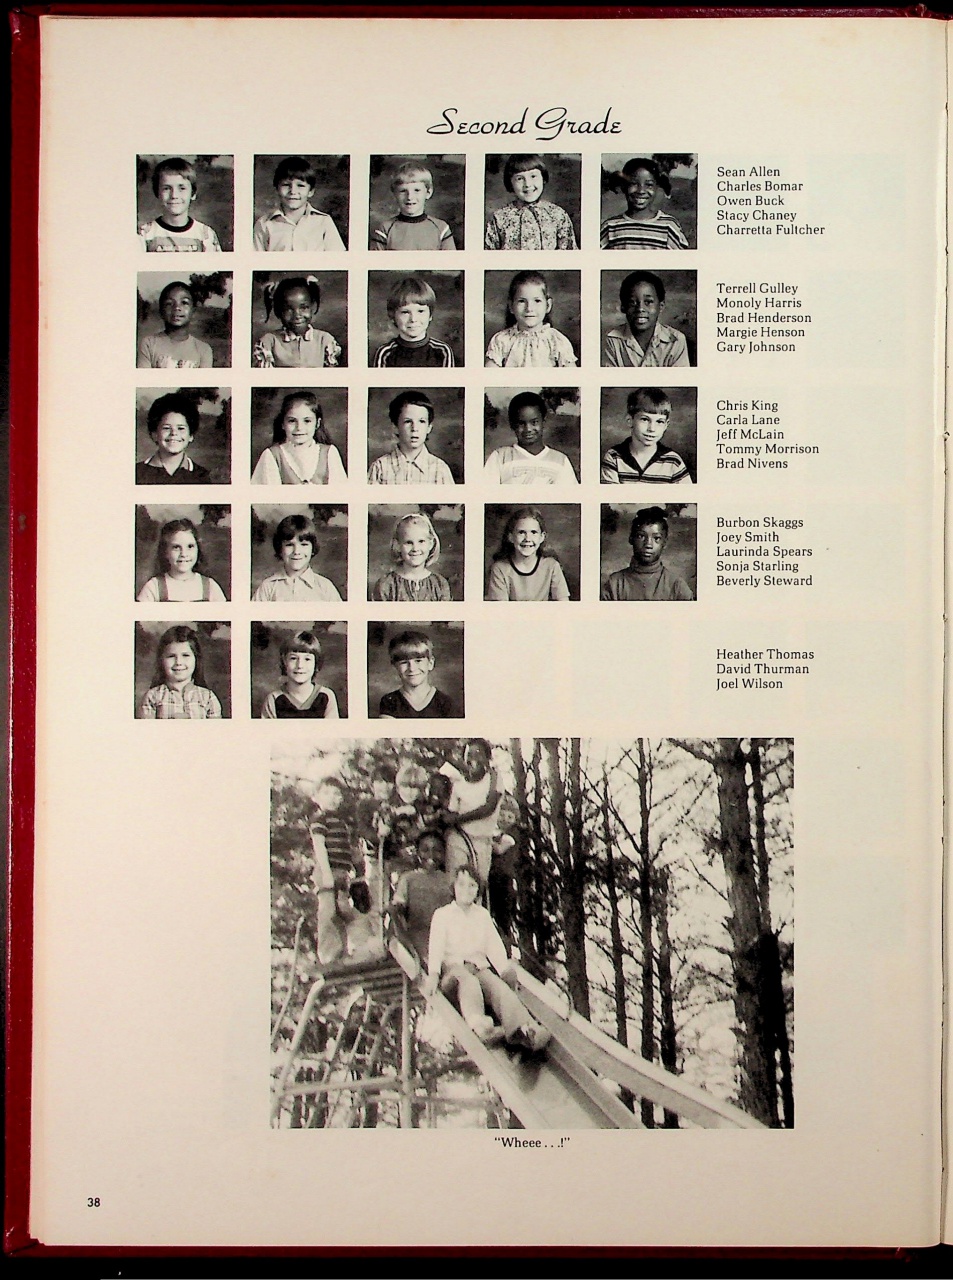 Second Grade
Sean Allen
Charles Bomar
Owen Buck
Stacy Chaney
Charretta Fultcher
Terrell Gulley
Monoly Harris
Brad Henderson
Margie Henson
Gary Johnson
Chris King
Carla Lane
Jeff McLain
Tommy Morrison
Brad Nivens
Burbon Skaggs
Joey Smith
Laurinda Spears
Sonja Starling
Beverly Steward
Heather Thomas
David Thurman
Joel Wilson
"Wheee . . .!"
38